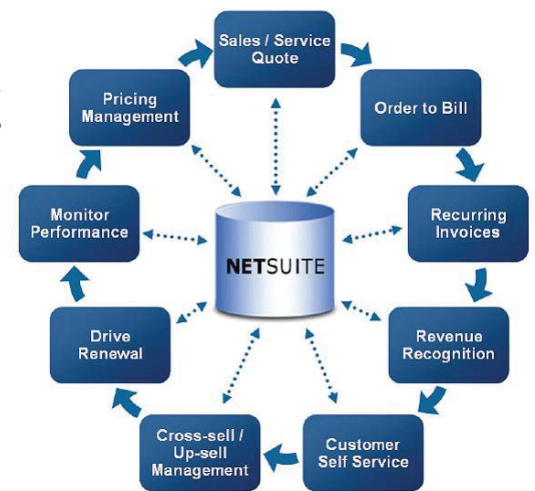 Sales / Service
Quote
Order to Bill
Recurring
Invoices
Revenue
Recognition
Customer
Self Service
Cross-sell /
Up-sell
Management
Drive
Renewal
Monitor
Performance
Pricing
Management
NETSUITE